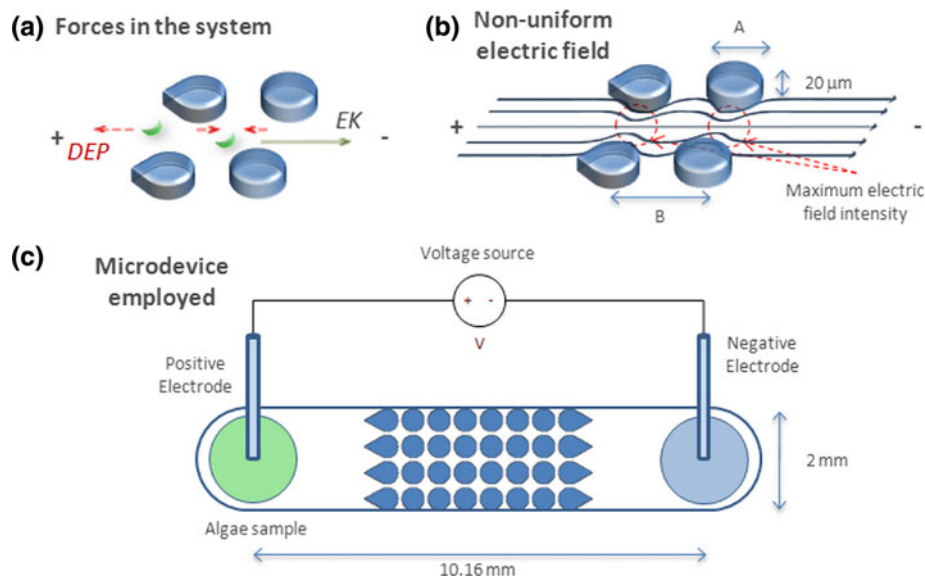 (a) Forces in the system
+
DEP
EK
-
(b) Non-uniform
electric field
A
20 µm
+
-
B
Maximum electric
field intensity
(c) Microdevice
employed
Voltage source
+ -
V
Positive
Electrode
Negative
Electrode
2 mm
Algae sample
10.16 mm